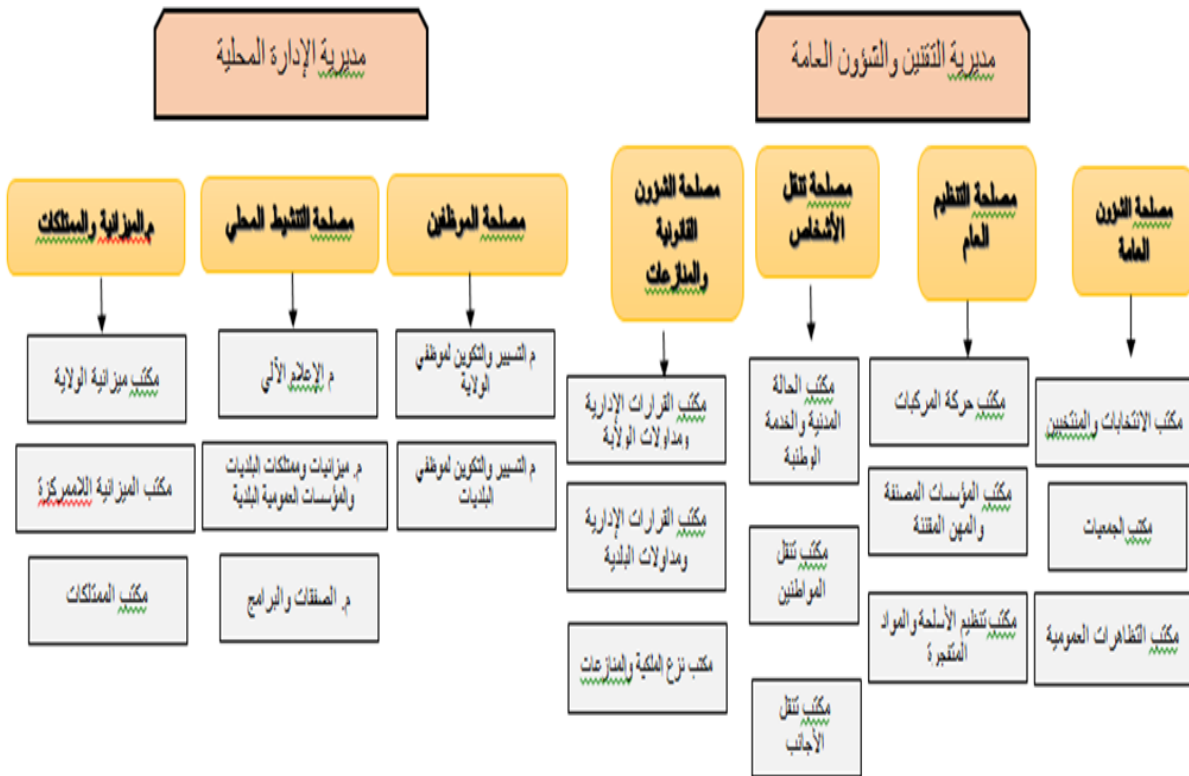 مديرية التقنين والشؤون العامة
مديرية الإدارة المحلية
مصلحة الشؤون
العامة
مصلحة التنظيم
العام
مصلحة تنقل
الأشخاص
مصلحة الشؤون
القانونية
والمنازعات
مصلحة الموظفين
مصلحة التنشيط المحلي
م.الميزانية والممتلكات
مكتب الانتخابات والمنتخبين
مكتب الجمعيات
مكتب التظاهرات العمومية
مكتب حركة المركبات
مكتب المؤسسات المصنفة
والمهن المقننة
مكتب تنظيم الأسلحة والمواد
المتفجرة
مكتب الحالة
المدنية والخدمة
الوطنية
مكتب تنقل
المواطنين
مكتب تنقل
الأجانب
مكتب القرارات الإدارية
ومداولات الولاية
مكتب القرارات الإدارية
ومداولات البلدية
مكتب نزع الملكية والمنازعات
م التسيير والتكوين لموظفي
الولاية
م التسيير والتكوين لموظفي
البلديات
م الإعلام الآلي
م. ميزانيات وممتلكات البلديات
والمؤسسات العمومية البلدية
م. الصفقات والبرامج
مكتب ميزانية الولاية
مكتب الميزانية اللاممركزة
مكتب الممتلكات